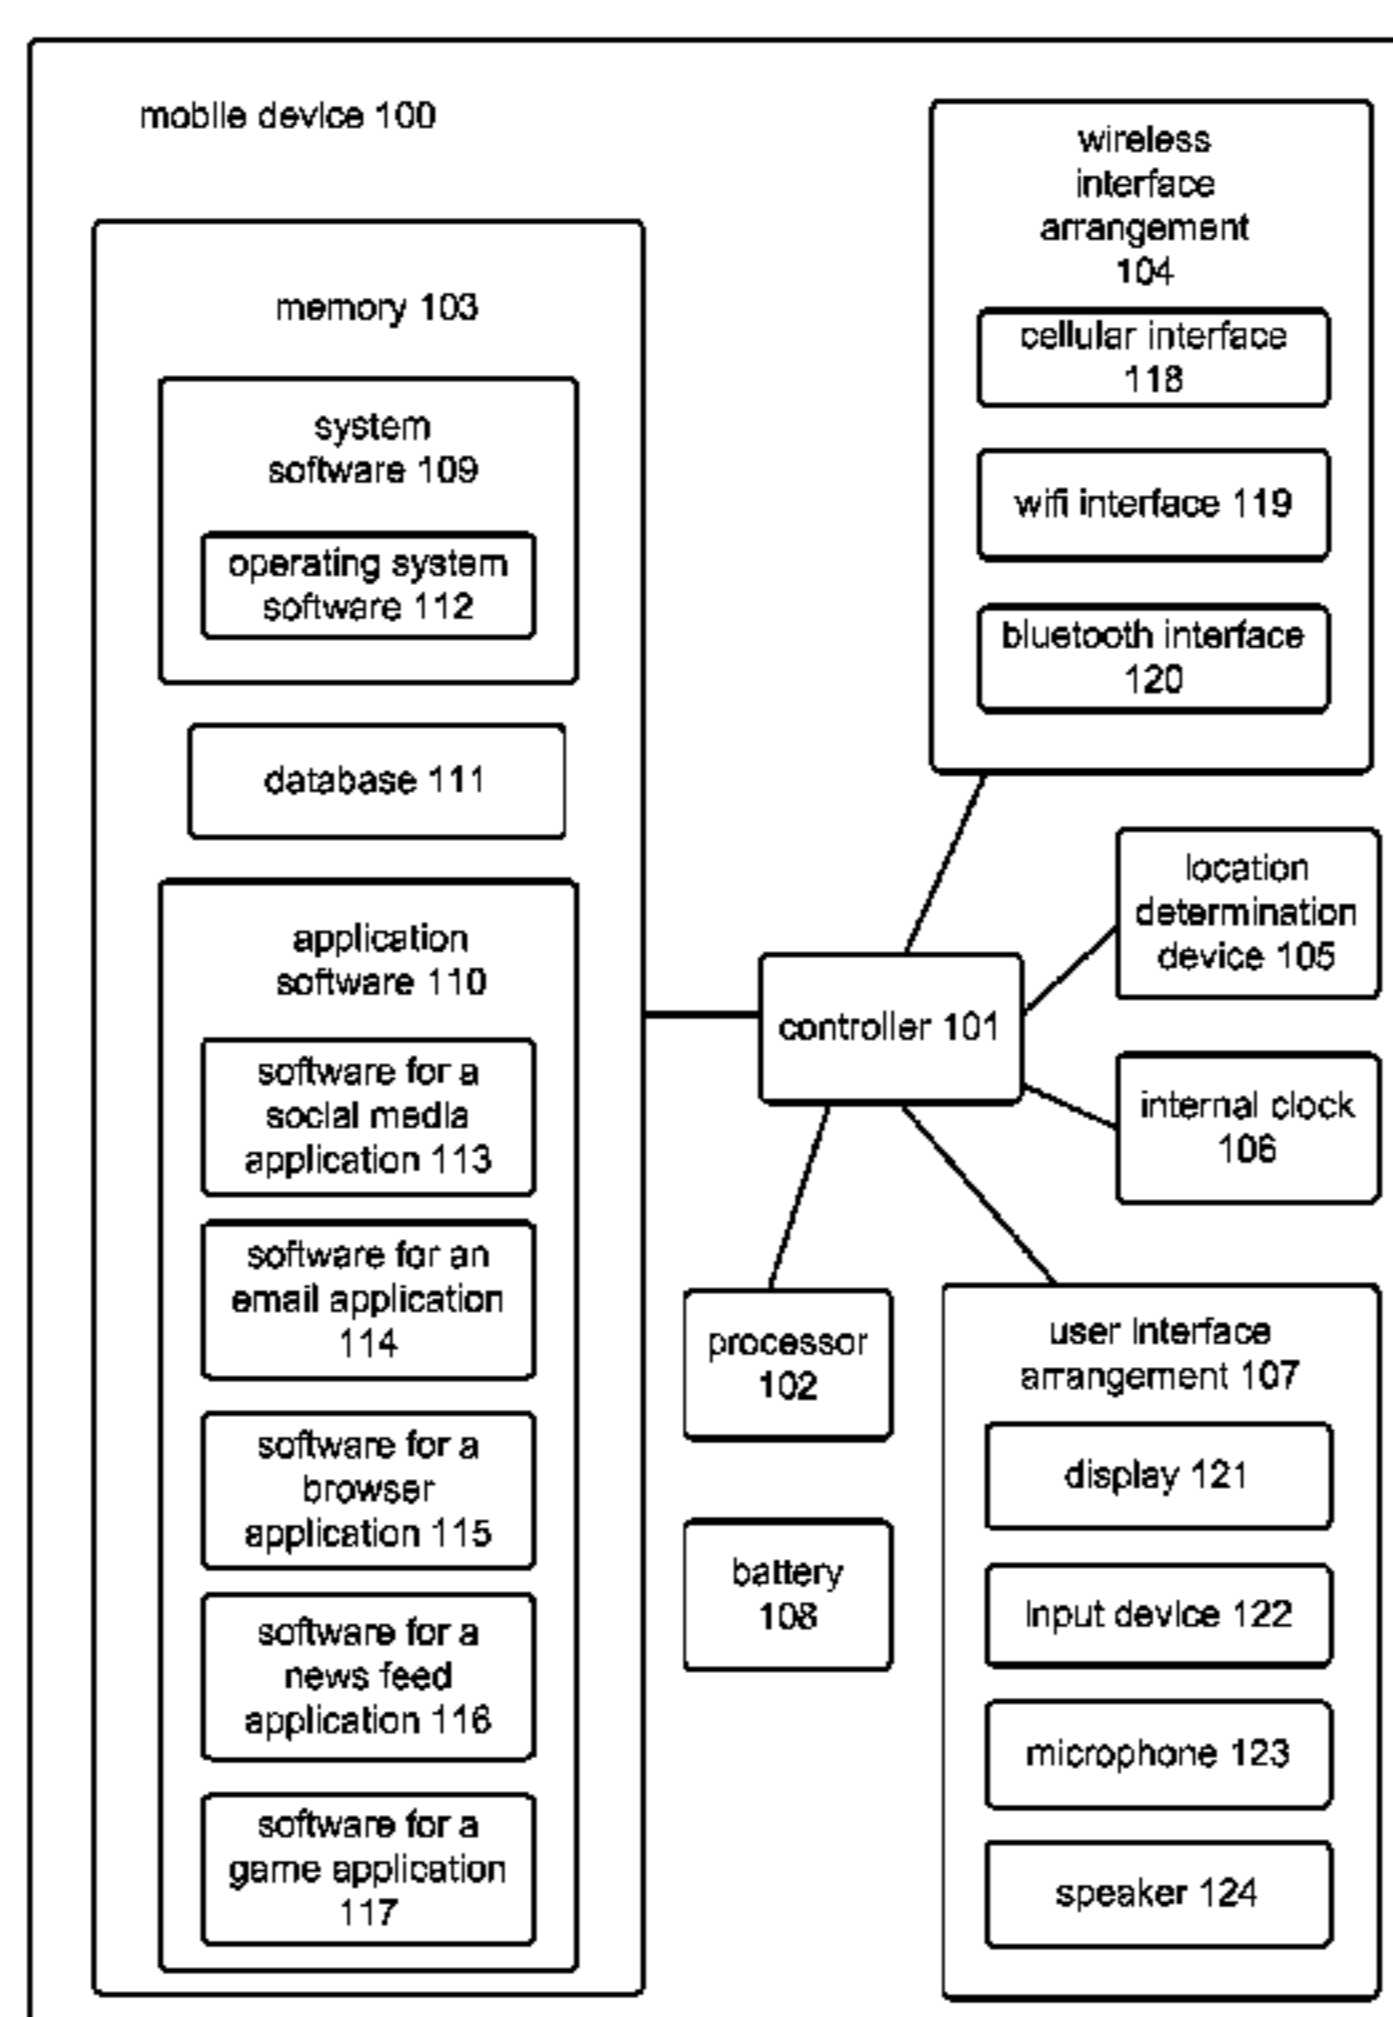 mobile device 100
memory 103
system
software 109
operating system
software 112
database 111
application
software 110
software for a
social media
application 113
software for an
email application
114
software for a
browser
application 115
software for a
news feed
application 116
software for a
game application
117
wireless
interface
arrangement
104
cellular interface
118
wifi interface 119
bluetooth interface
120
location
determination
device 105
controller 101
internal clock
106
processor
102
battery
108
user interface
arrangement 107
display 121
input device 122
microphone 123
speaker 124